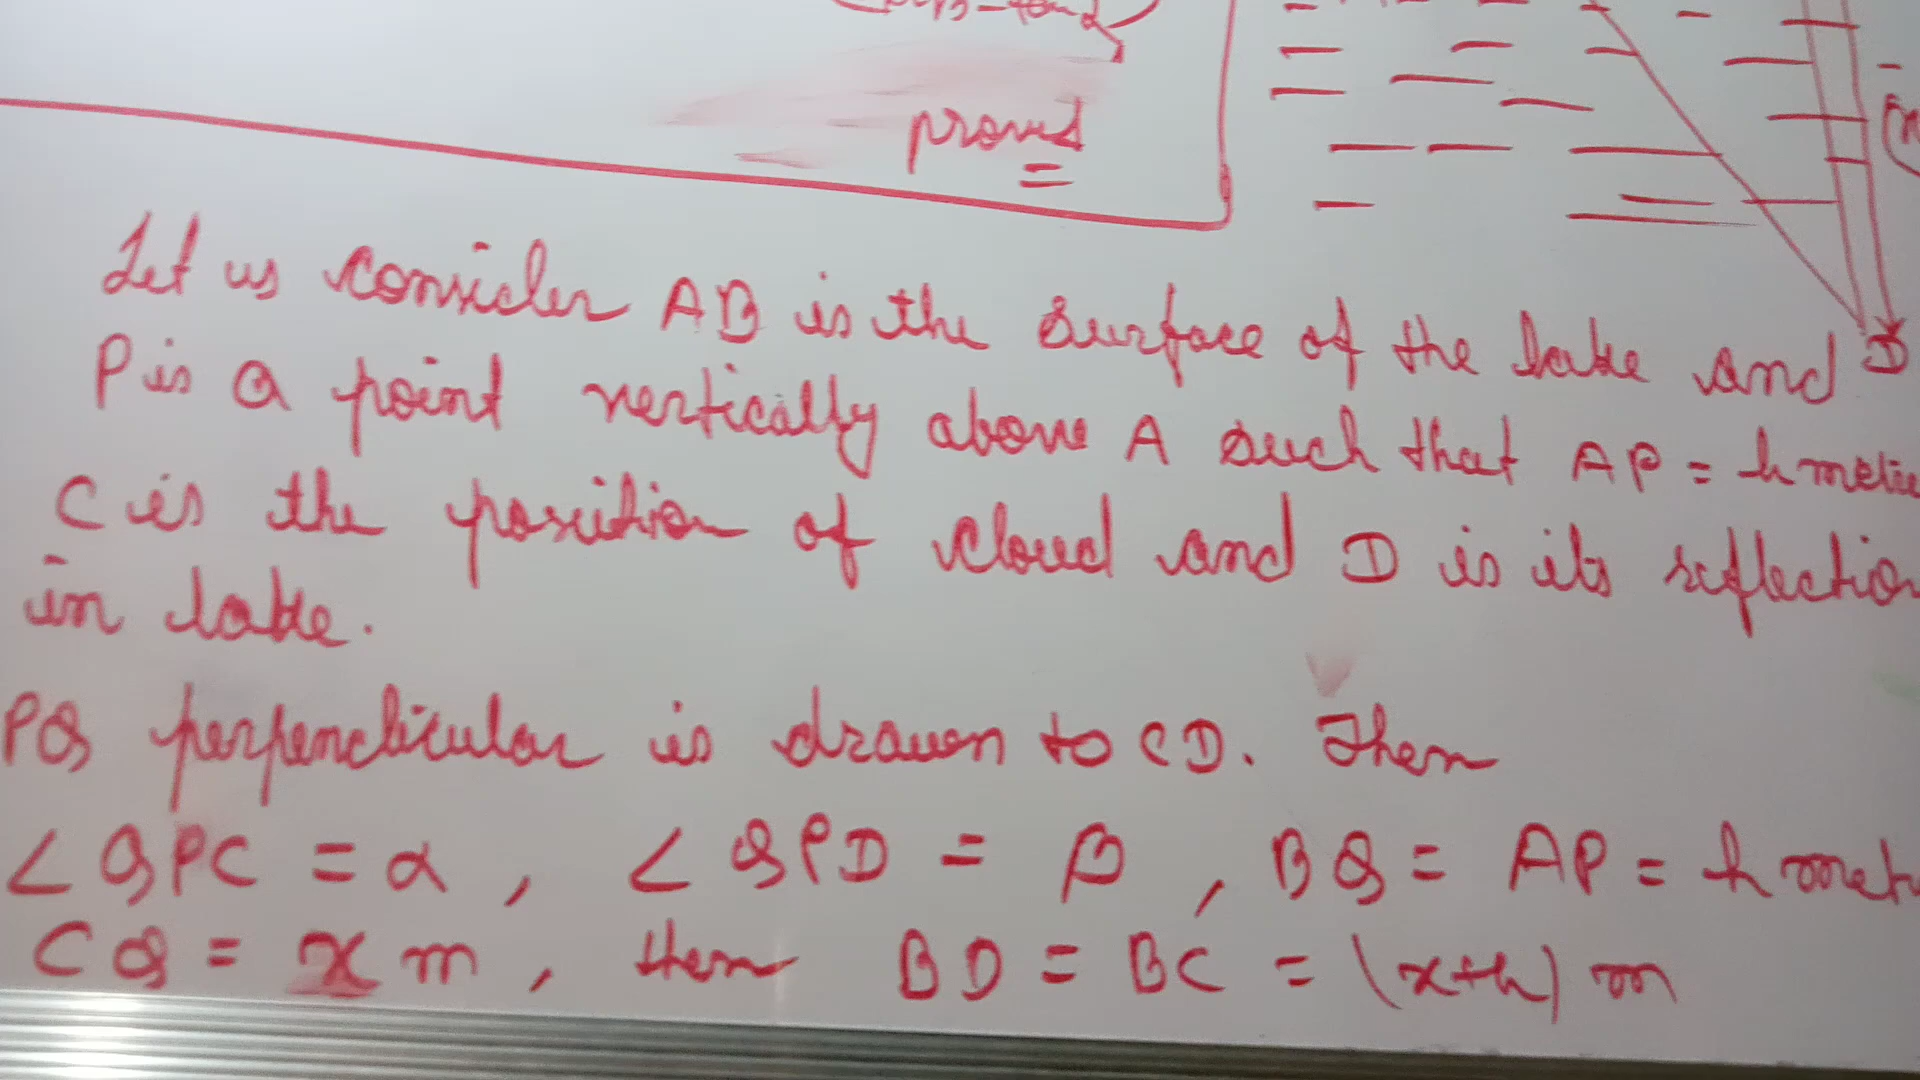 proved
Let us consider AB is the surface of the lake and
D
P is a point vertically above A such that AP = h
C is the position of cloud and D is its reflection
in lake.
PQ perpendicular is drawn to CD. Then
∠QPC = α, ∠QPD = β, BQ = AP = h
CQ = x m, then BD = BC = (x+h) m